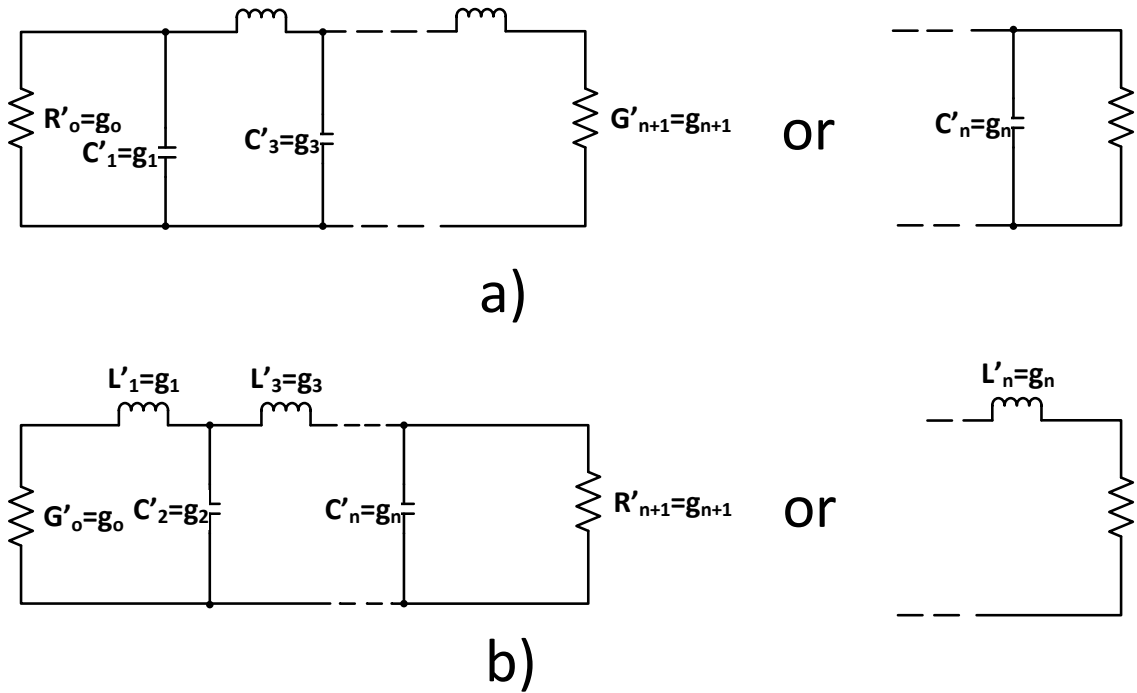 R'o=go
C'1=g1
C'3=g3
G'n+1=gn+1
or
C'n=gn
a)
L'1=g1
L'3=g3
L'n=gn
G'o=go
C'2=g2
C'n=gn
R'n+1=gn+1
or
b)